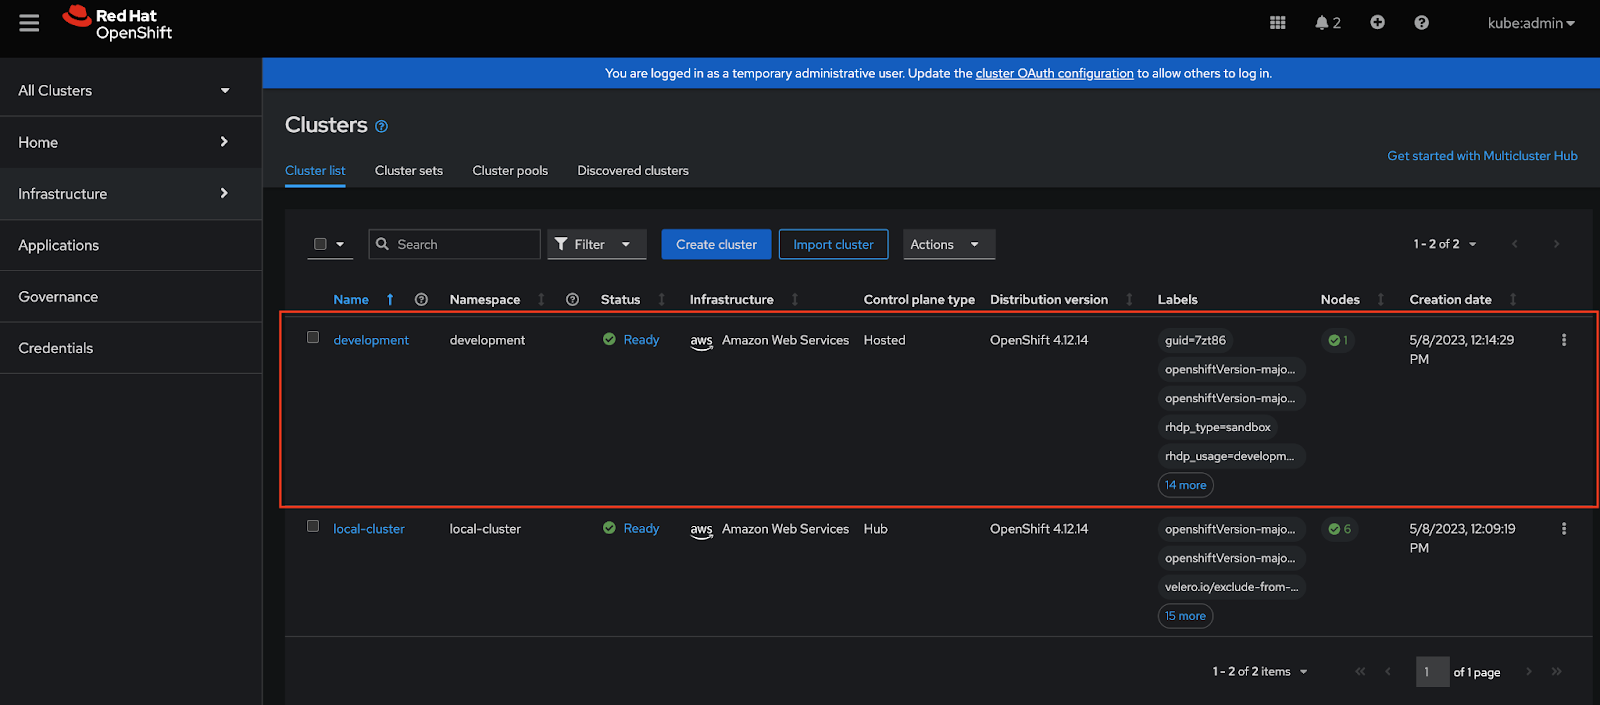 Red Hat
OpenShift
2
kube:admin
All Clusters
Home
Infrastructure
Applications
Governance
Credentials
You are logged in as a temporary administrative user. Update the cluster OAuth configuration to allow others to log in.
Clusters
Get started with Multicluster Hub
Cluster list Cluster sets Cluster pools Discovered clusters
Search Filter Create cluster Import cluster Actions 1 - 2 of 2
Name Namespace Status Infrastructure Control plane type Distribution version Labels Nodes Creation date
development development Ready aws Amazon Web Services Hosted OpenShift 4.12.14 guid=7zt86 1 5/8/2023, 12:14:29
PM
openshiftVersion-majo...
openshiftVersion-majo...
rhdp_type=sandbox
rhdp_usage=developm...
14 more
local-cluster local-cluster Ready aws Amazon Web Services Hub OpenShift 4.12.14 openshiftVersion-majo... 6 5/8/2023, 12:09:19
PM
openshiftVersion-majo...
velero.io/exclude-from-...
15 more
1 - 2 of 2 items 1 of 1 page